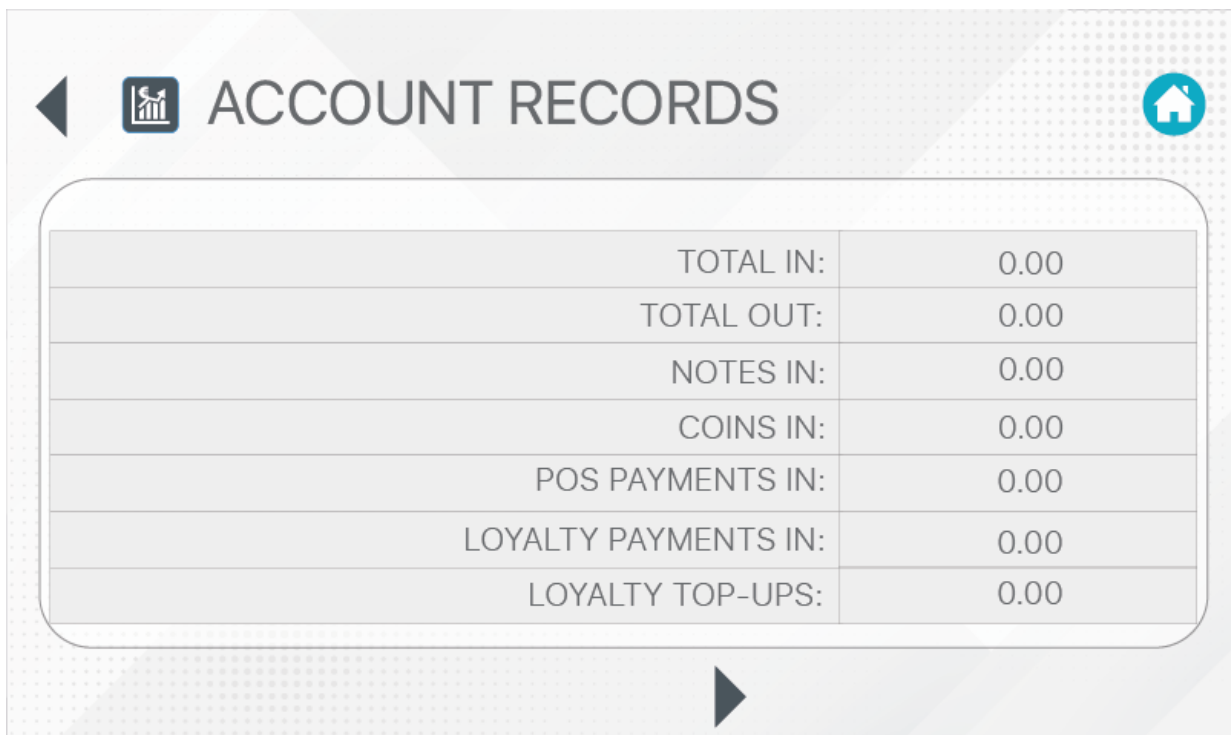 ACCOUNT RECORDS
TOTAL IN: 0.00
TOTAL OUT: 0.00
NOTES IN: 0.00
COINS IN: 0.00
POS PAYMENTS IN: 0.00
LOYALTY PAYMENTS IN: 0.00
LOYALTY TOP-UPS: 0.00